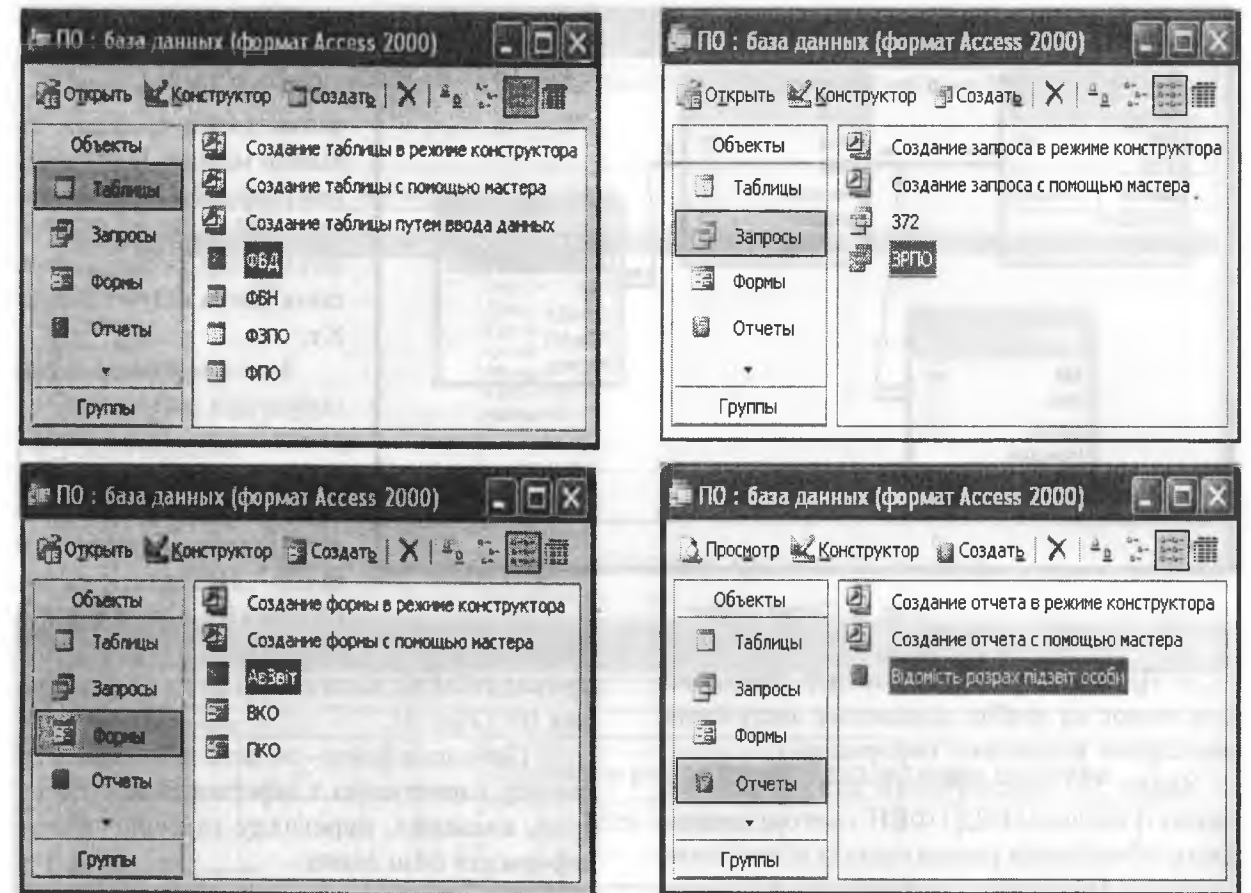 ПО : база данных (формат Access 2000)
Открыть Конструктор Создать
Объекты
Таблицы
Запросы
Формы
Отчеты
Группы
Создание таблицы в режиме конструктора
Создание таблицы с помощью мастера
Создание таблицы путем ввода данных
ФВД
ФВН
ФЗПО
ФПО
ПО : база данных (формат Access 2000)
Открыть Конструктор Создать
Объекты
Таблицы
Запросы
Формы
Отчеты
Группы
Создание запроса в режиме конструктора
Создание запроса с помощью мастера
372
ЗРПО
ПО : база данных (формат Access 2000)
Открыть Конструктор Создать
Объекты
Таблицы
Запросы
Формы
Отчеты
Группы
Создание формы в режиме конструктора
Создание формы с помощью мастера
АвЗвіт
ВКО
ПКО
ПО : база данных (формат Access 2000)
Просмотр Конструктор Создать
Объекты
Таблицы
Запросы
Формы
Отчеты
Группы
Создание отчета в режиме конструктора
Создание отчета с помощью мастера
Відомість розрах підзвіт особи